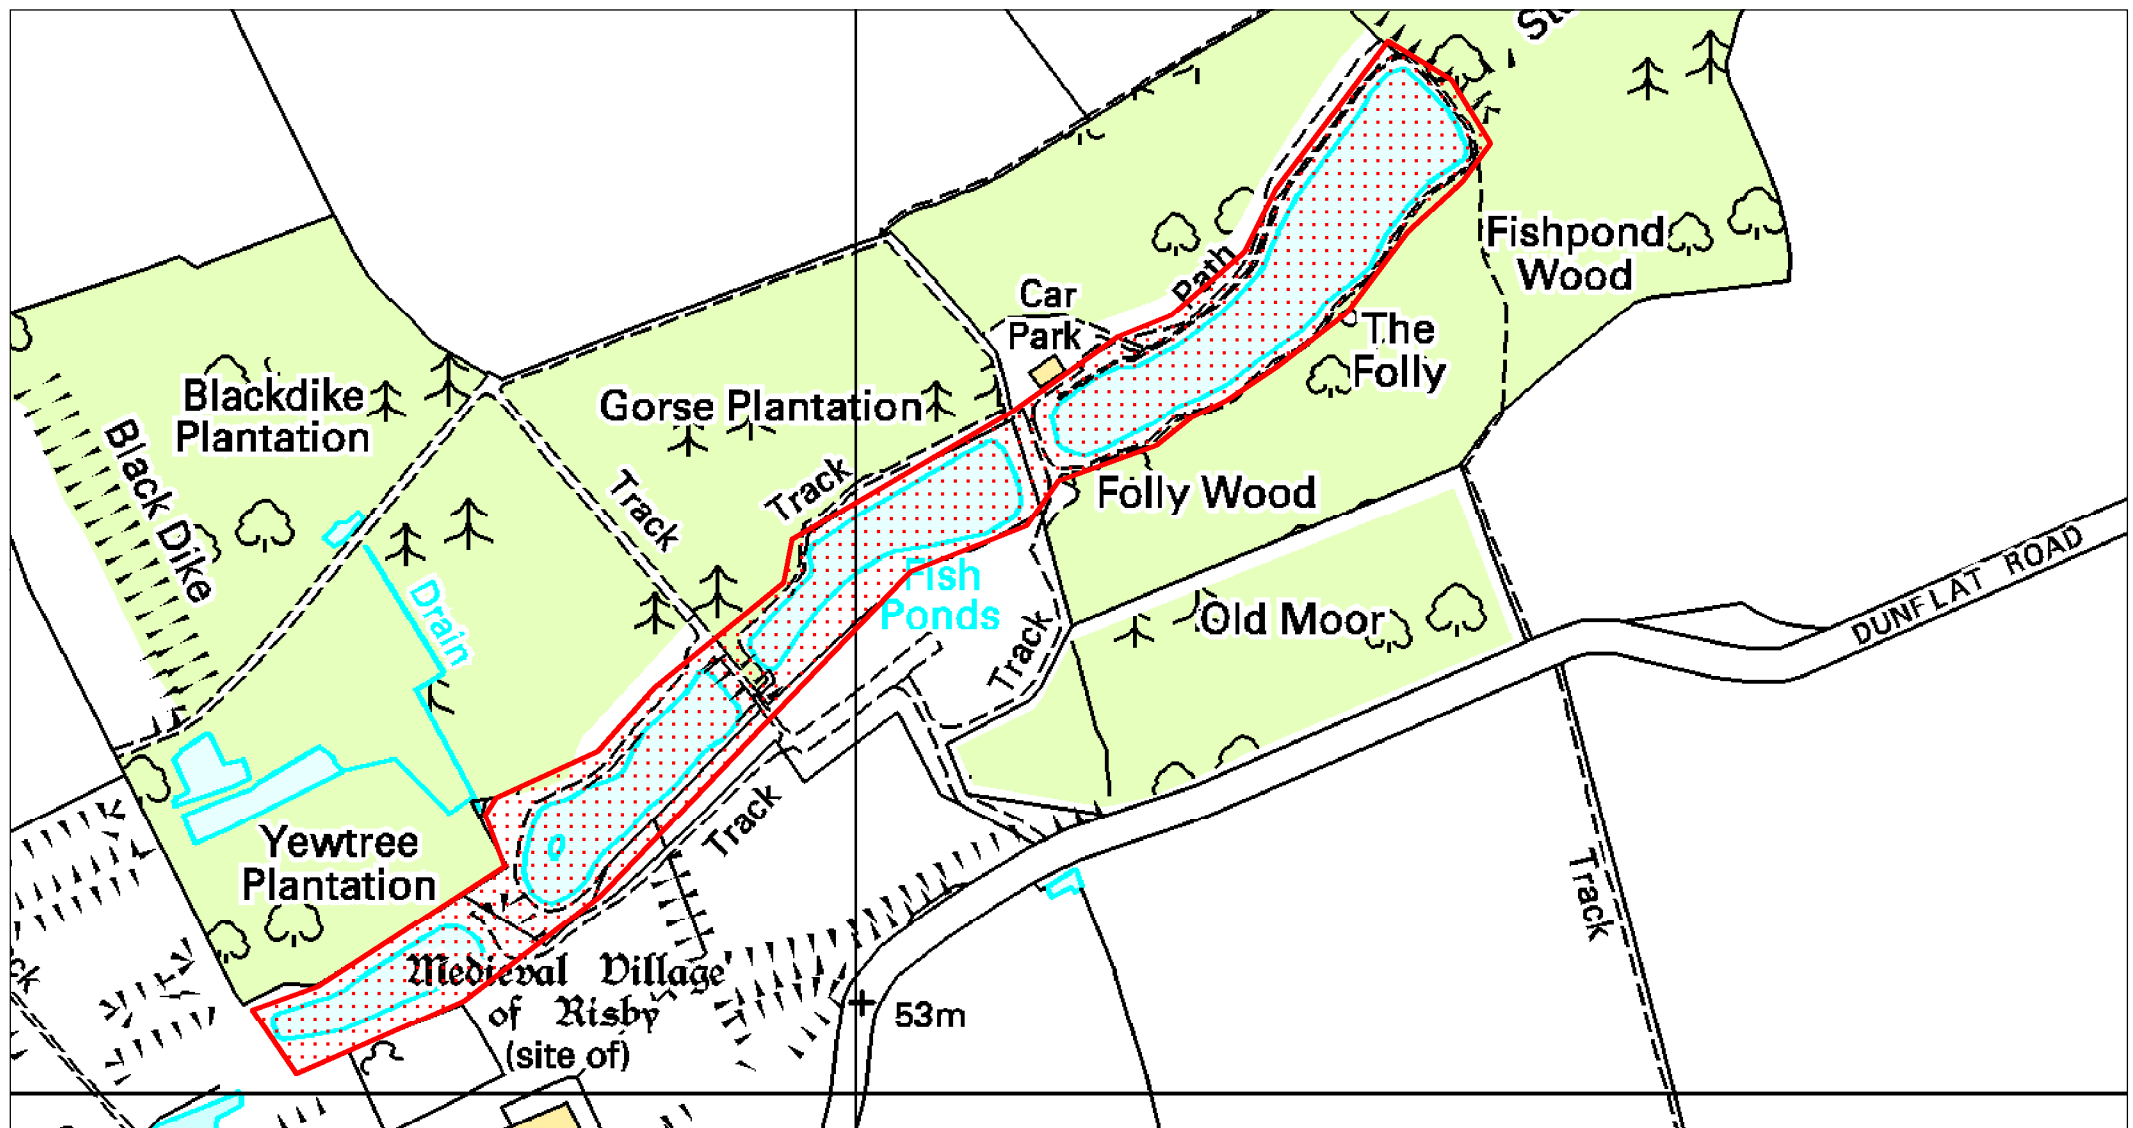 Fishpond
Wood
Path
Car
Park
The
Folly
Blackdike
Plantation
Gorse Plantation
Black Dike
Track
Track
Folly Wood
DUNFLAT ROAD
Drain
Fish
Ponds
Old Moor
Track
Track
Yewtree
Plantation
Track
Medieval Village
of Risby
(site of)
53m